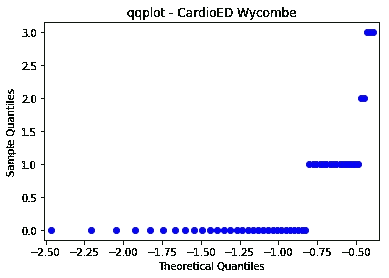 qqplot - CardioED Wycombe
3.0
2.5
2.0
1.5
1.0
0.5
0.0
Sample Quantiles
−2.50 −2.25 −2.00 −1.75 −1.50 −1.25 −1.00 −0.75 −0.50
Theoretical Quantiles